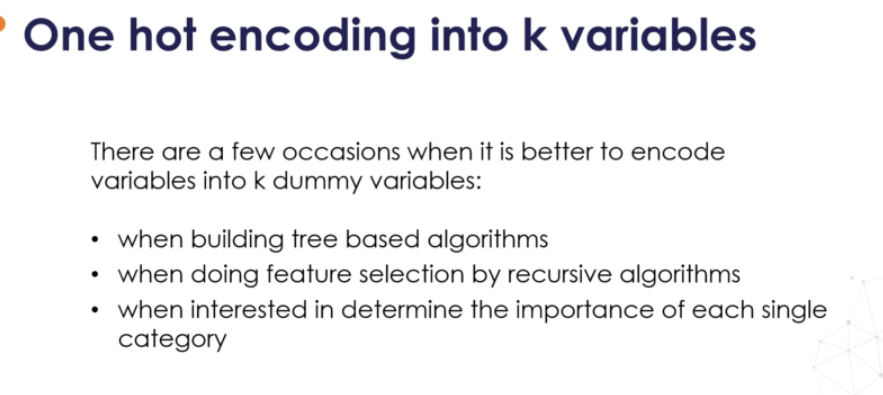 One hot encoding into k variables
There are a few occasions when it is better to encode
variables into k dummy variables:
• when building tree based algorithms
• when doing feature selection by recursive algorithms
• when interested in determine the importance of each single
category